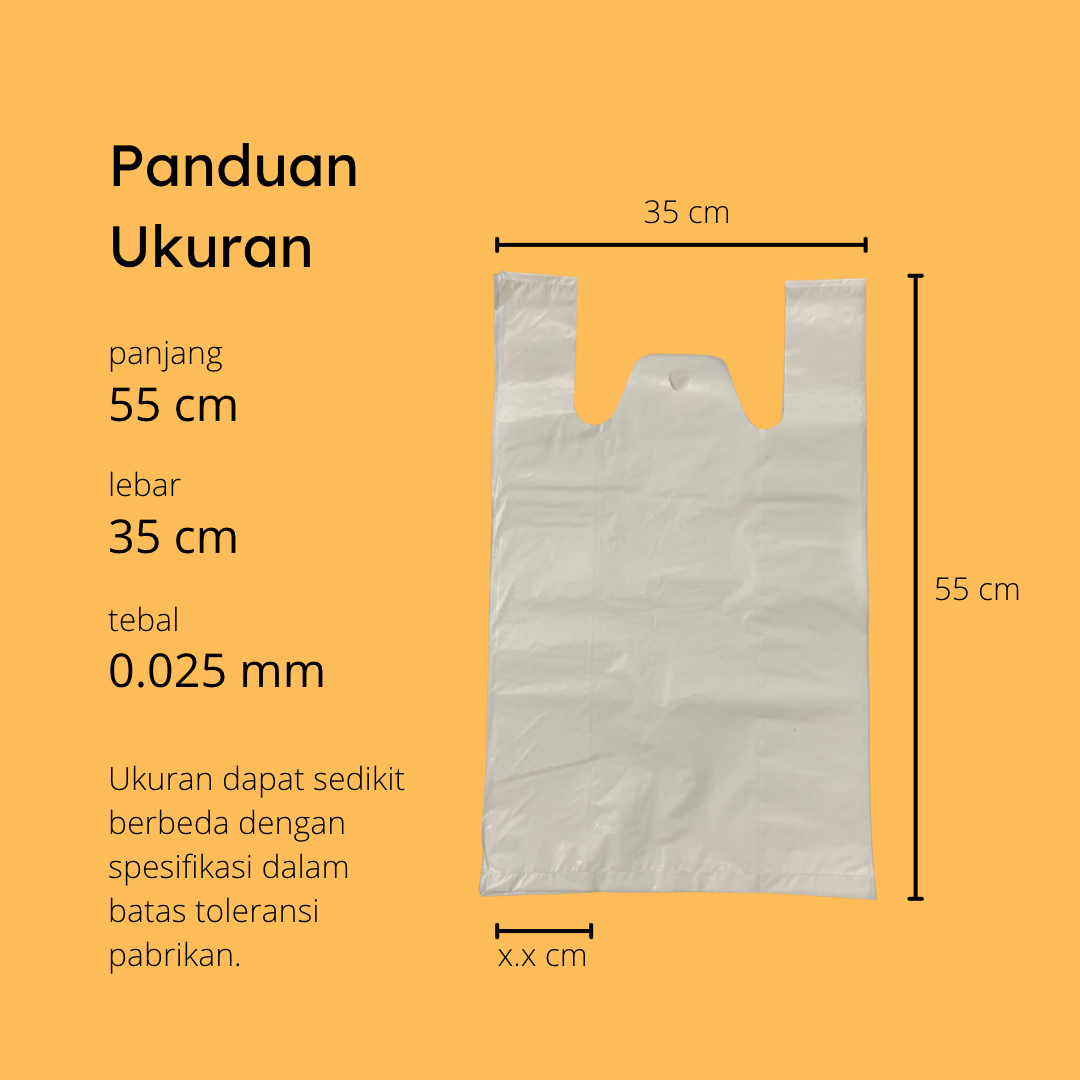 Panduan
Ukuran
panjang
55 cm
lebar
35 cm
tebal
0.025 mm
Ukuran dapat sedikit
berbeda dengan
spesifikasi dalam
batas toleransi
pabrikan.
35 cm
55 cm
x.x cm